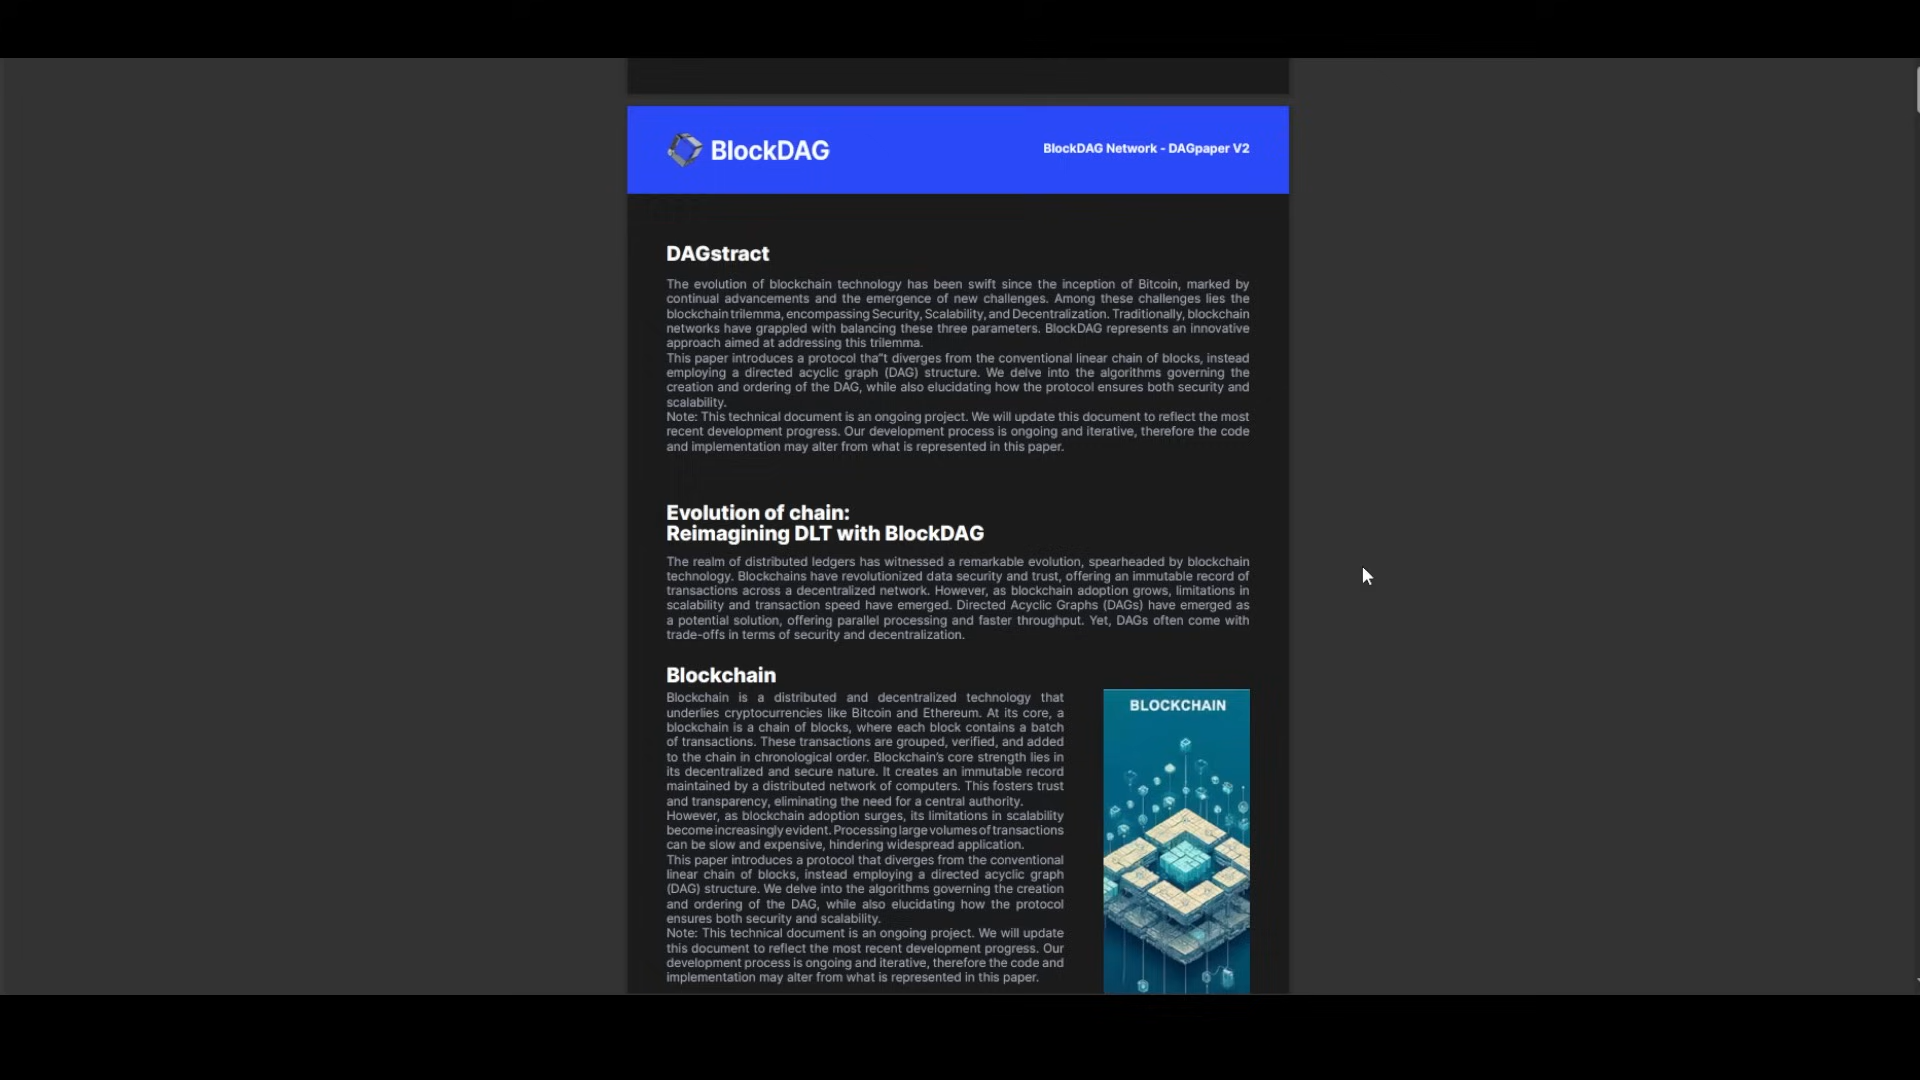 BlockDAG
BlockDAG Network - DAGpaper V2
DAGstract
The evolution of blockchain technology has been swift since the inception of Bitcoin, marked by
continual advancements and the emergence of new challenges. Among these challenges lies the
blockchain trilemma, encompassing Security, Scalability, and Decentralization. Traditionally, blockchain
networks have grappled with balancing these three parameters. BlockDAG represents an innovative
approach aimed at addressing this trilemma.
This paper introduces a protocol tha"t diverges from the conventional linear chain of blocks, instead
employing a directed acyclic graph (DAG) structure. We delve into the algorithms governing the
creation and ordering of the DAG, while also elucidating how the protocol ensures both security and
scalability.
Note: This technical document is an ongoing project. We will update this document to reflect the most
recent development progress. Our development process is ongoing and iterative, therefore the code
and implementation may alter from what is represented in this paper.
Evolution of chain:
Reimagining DLT with BlockDAG
The realm of distributed ledgers has witnessed a remarkable evolution, spearheaded by blockchain
technology. Blockchains have revolutionized data security and trust, offering an immutable record of
transactions across a decentralized network. However, as blockchain adoption grows, limitations in
scalability and transaction speed have emerged. Directed Acyclic Graphs (DAGs) have emerged as
a potential solution, offering parallel processing and faster throughput. Yet, DAGs often come with
trade-offs in terms of security and decentralization.
Blockchain
Blockchain is a distributed and decentralized technology that
underlies cryptocurrencies like Bitcoin and Ethereum. At its core, a
blockchain is a chain of blocks, where each block contains a batch
of transactions. These transactions are grouped, verified, and added
to the chain in chronological order. Blockchain's core strength lies in
its decentralized and secure nature. It creates an immutable record
maintained by a distributed network of computers. This fosters trust
and transparency, eliminating the need for a central authority.
However, as blockchain adoption surges, its limitations in scalability
become increasingly evident. Processing large volumes of transactions
can be slow and expensive, hindering widespread application.
This paper introduces a protocol that diverges from the conventional
linear chain of blocks, instead employing a directed acyclic graph
(DAG) structure. We delve into the algorithms governing the creation
and ordering of the DAG, while also elucidating how the protocol
ensures both security and scalability.
Note: This technical document is an ongoing project. We will update
this document to reflect the most recent development progress. Our
development process is ongoing and iterative, therefore the code and
implementation may alter from what is represented in this paper.
BLOCKCHAIN